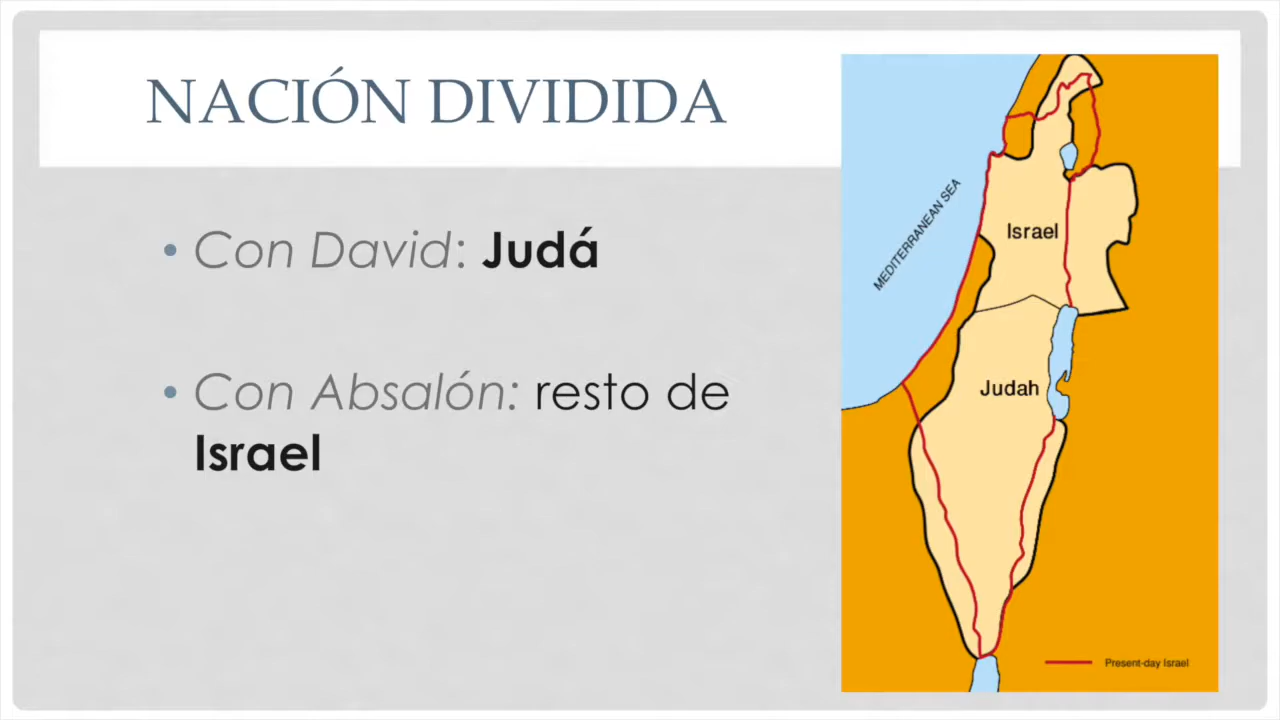 NACIÓN DIVIDIDA
• Con David: Judá
• Con Absalón: resto de
Israel
MEDITERRANEAN SEA
Israel
Judah
Present-day Israel